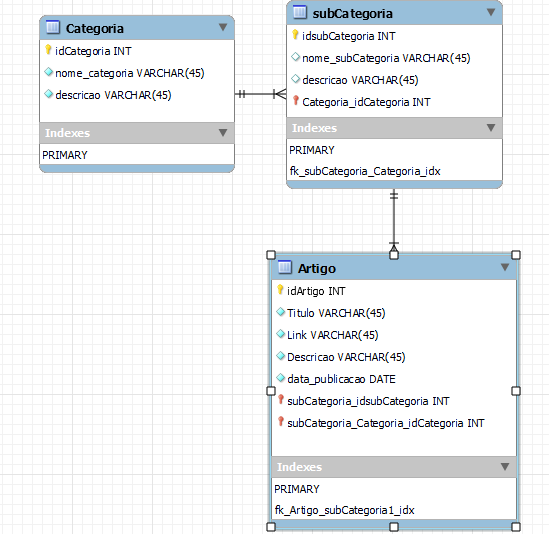 Categoria
idCategoria INT
nome_categoria VARCHAR(45)
descricao VARCHAR(45)
Indexes
PRIMARY
subCategoria
idsubCategoria INT
nome_subCategoria VARCHAR(45)
descricao VARCHAR(45)
Categoria_idCategoria INT
Indexes
PRIMARY
fk_subCategoria_Categoria_idx
Artigo
idArtigo INT
Titulo VARCHAR(45)
Link VARCHAR(45)
Descricao VARCHAR(45)
data_publicacao DATE
subCategoria_idsubCategoria INT
subCategoria_Categoria_idCategoria INT
Indexes
PRIMARY
fk_Artigo_subCategoria1_idx